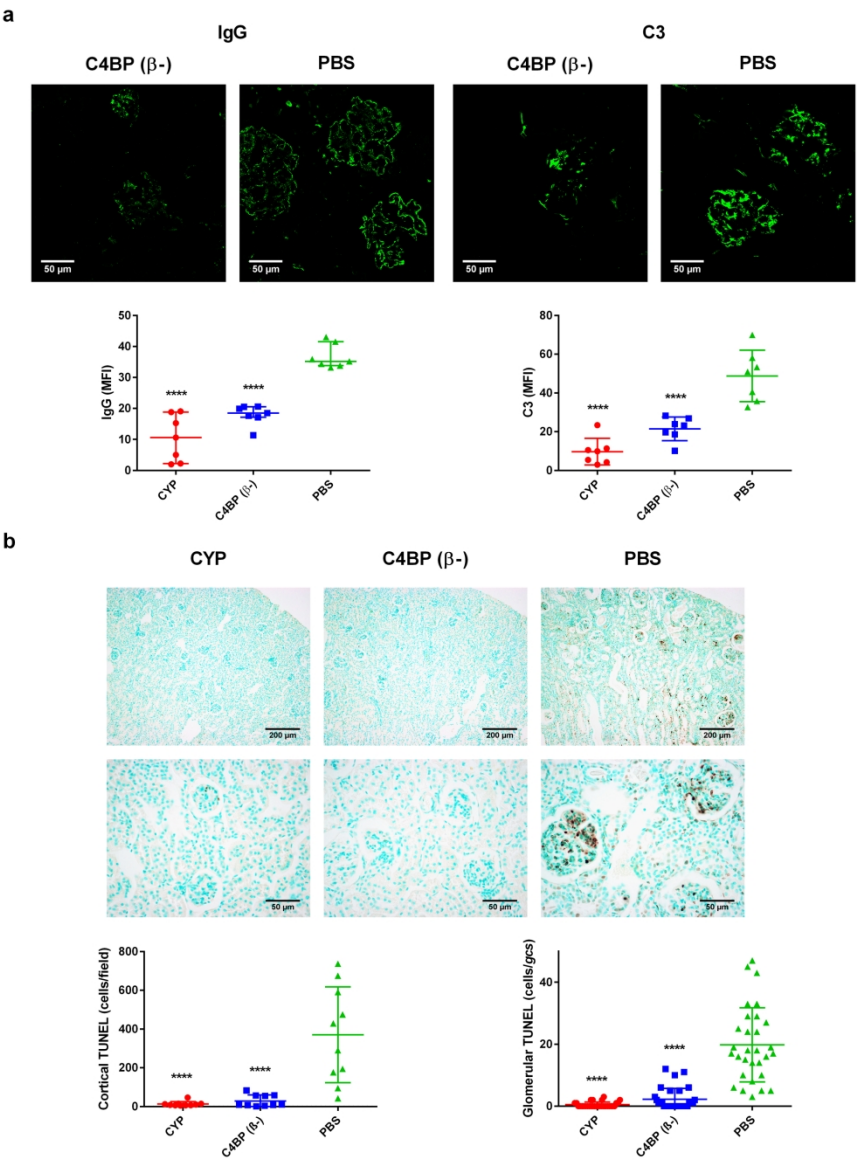 a
IgG
C3
C4BP (β-)
PBS
C4BP (β-)
PBS
50 µm
50 µm
50 µm
50 µm
IgG (MFI)
50
40
30
20
10
0
****
****
CYP
C4BP (β-)
PBS
C3 (MFI)
80
60
40
20
0
****
****
CYP
C4BP (β-)
PBS
b
CYP
C4BP (β-)
PBS
200 µm
200 µm
200 µm
50 µm
50 µm
50 µm
Cortical TUNEL (cells/field)
800
600
400
200
0
****
****
CYP
C4BP (ß-)
PBS
Glomerular TUNEL (cells/gcs)
40
20
0
****
****
CYP
C4BP (ß-)
PBS